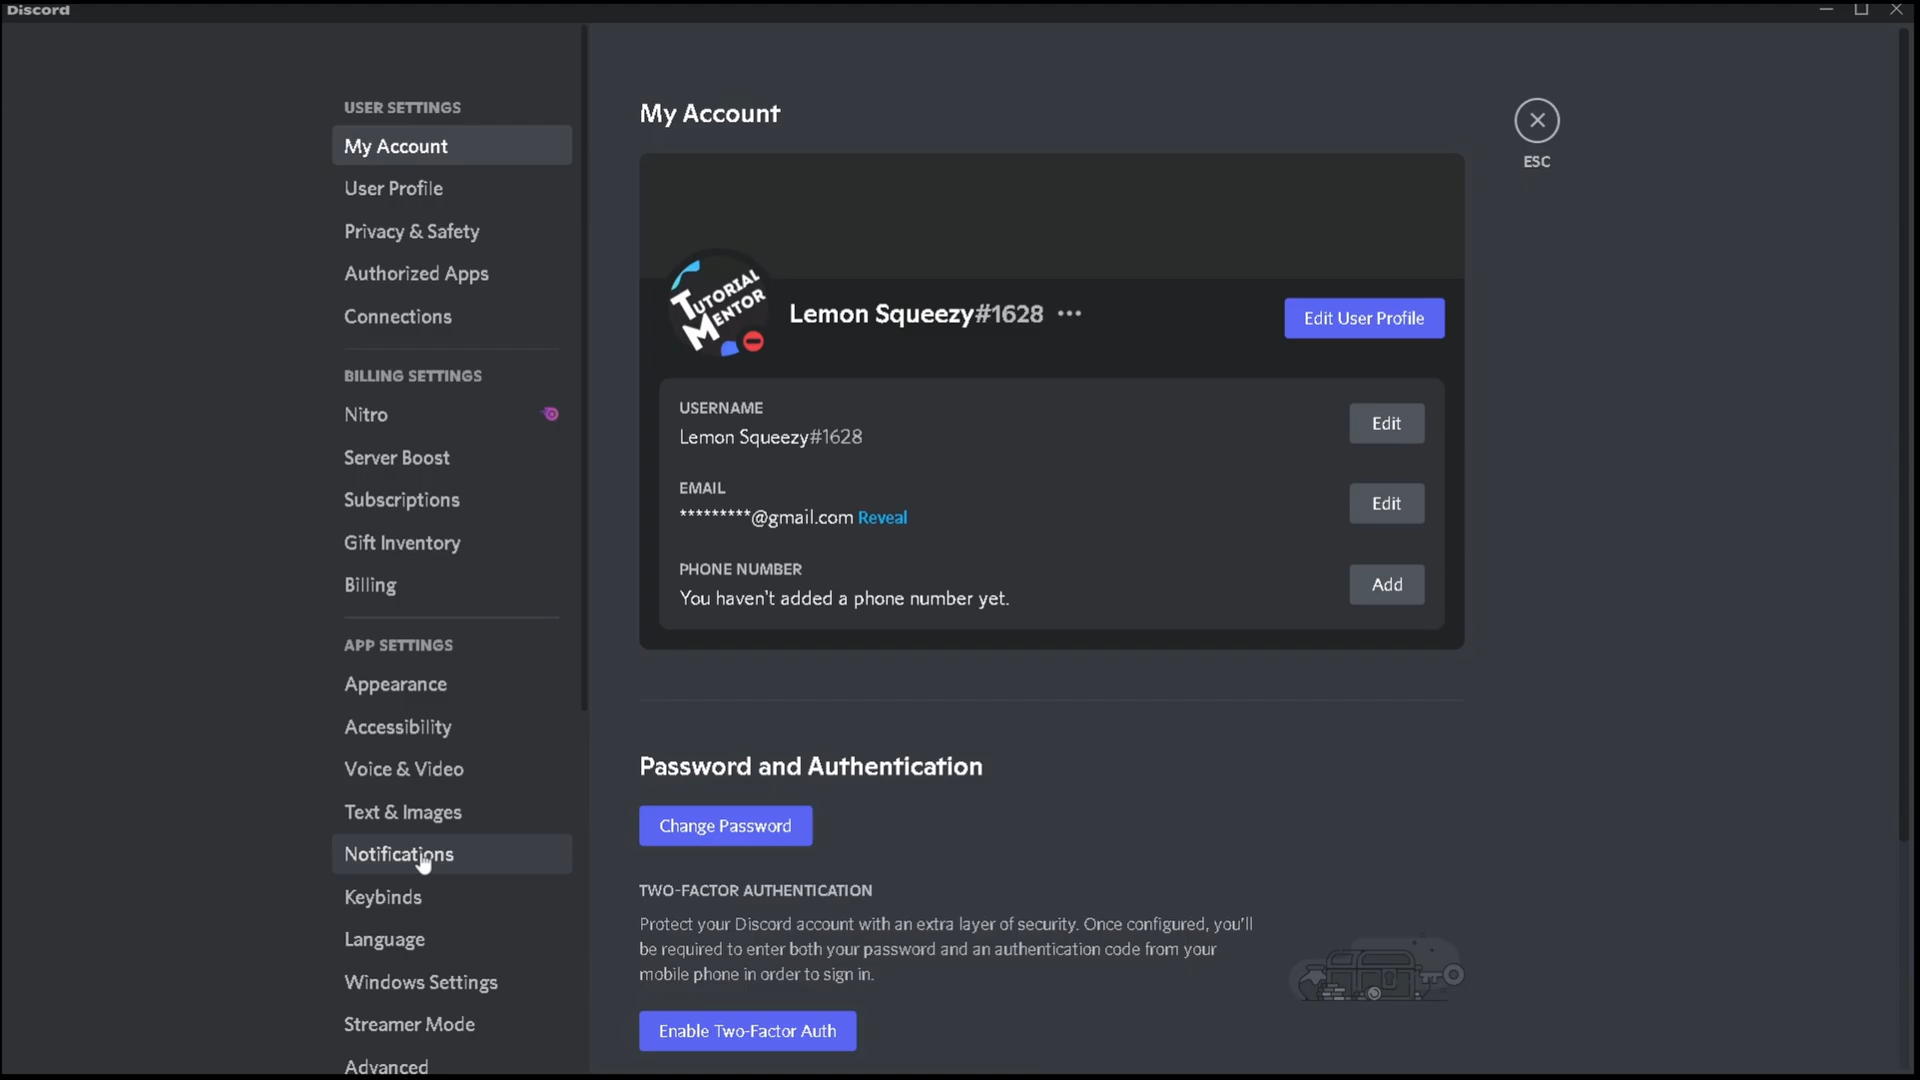 Discord
USER SETTINGS
My Account
User Profile
Privacy & Safety
Authorized Apps
Connections
BILLING SETTINGS
Nitro
Server Boost
Subscriptions
Gift Inventory
Billing
APP SETTINGS
Appearance
Accessibility
Voice & Video
Text & Images
Notifications
Keybinds
Language
Windows Settings
Streamer Mode
Advanced
My Account
ESC
TUTORIAL
MENTOR
Lemon Squeezy#1628
Edit User Profile
USERNAME
Lemon Squeezy#1628
Edit
EMAIL
*********@gmail.com Reveal
Edit
PHONE NUMBER
You haven't added a phone number yet.
Add
Password and Authentication
Change Password
TWO-FACTOR AUTHENTICATION
Protect your Discord account with an extra layer of security. Once configured, you'll
be required to enter both your password and an authentication code from your
mobile phone in order to sign in.
Enable Two-Factor Auth